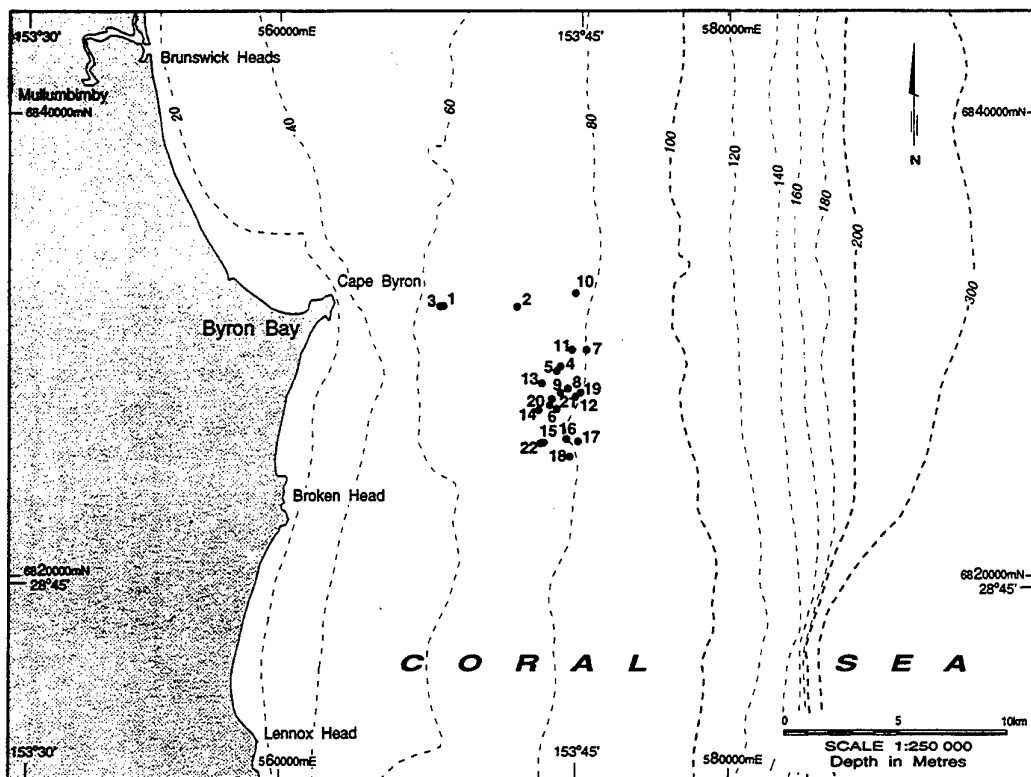 153°30'
560000mE
153°45'
580000mE
Brunswick Heads
Mullumbimby
6840000mN
6840000mN
20
40
60
80
100
120
140
160
180
200
300
N
Cape Byron
Byron Bay
3 1
2
10
11 7
5 4
13
9 8 19
20 21 12
14 6
15 16 17
22
18
Broken Head
6820000mN
28°45'
6820000mN
28°45'
CORAL SEA
Lennox Head
0 5 10km
SCALE 1:250 000
Depth in Metres
153°30'
560000mE
153°45'
580000mE